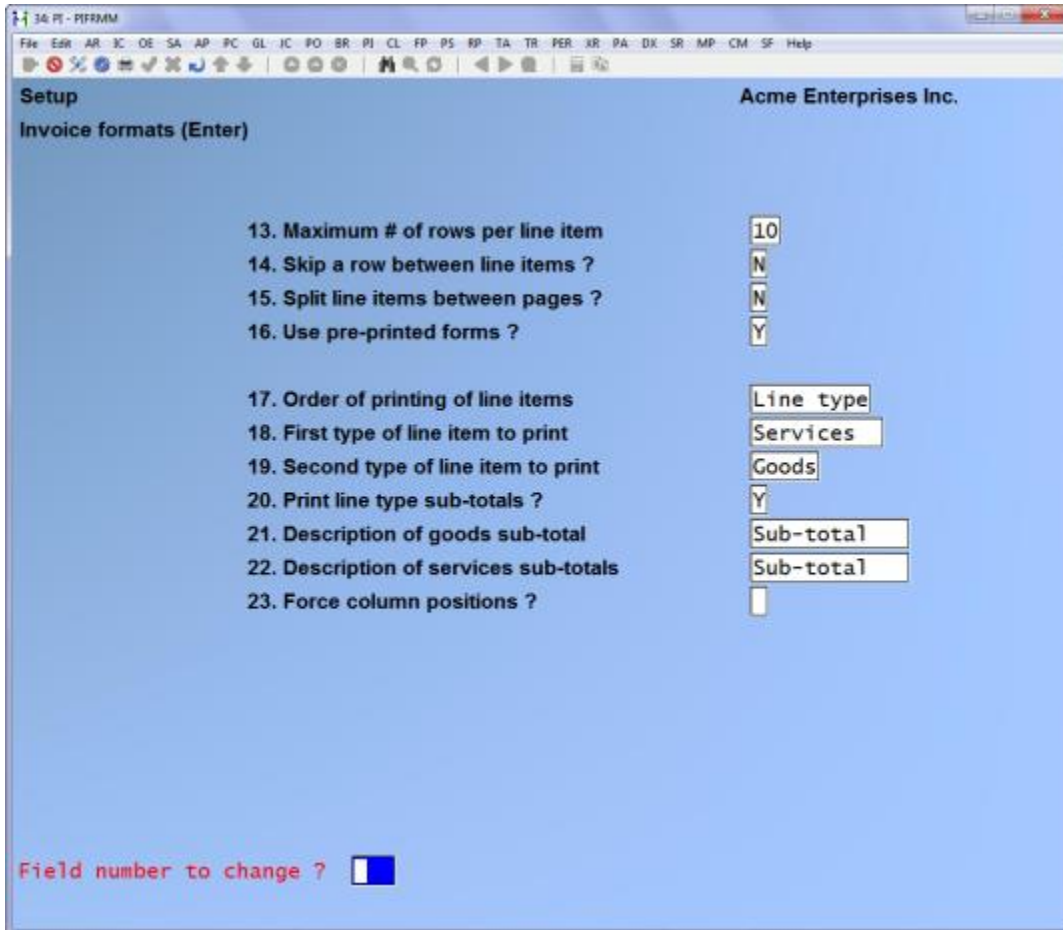 34: PI - PIFRMM
File Edit AR IC OE SA AP PC GL JC PO BR PJ CL FP PS RP TA TR PER XR PA DX SR MP CM SF Help
Setup Acme Enterprises Inc.
Invoice formats (Enter)
13. Maximum # of rows per line item 10
14. Skip a row between line items ? N
15. Split line items between pages ? N
16. Use pre-printed forms ? Y
17. Order of printing of line items Line type
18. First type of line item to print Services
19. Second type of line item to print Goods
20. Print line type sub-totals ? Y
21. Description of goods sub-total Sub-total
22. Description of services sub-totals Sub-total
23. Force column positions ?
Field number to change ?